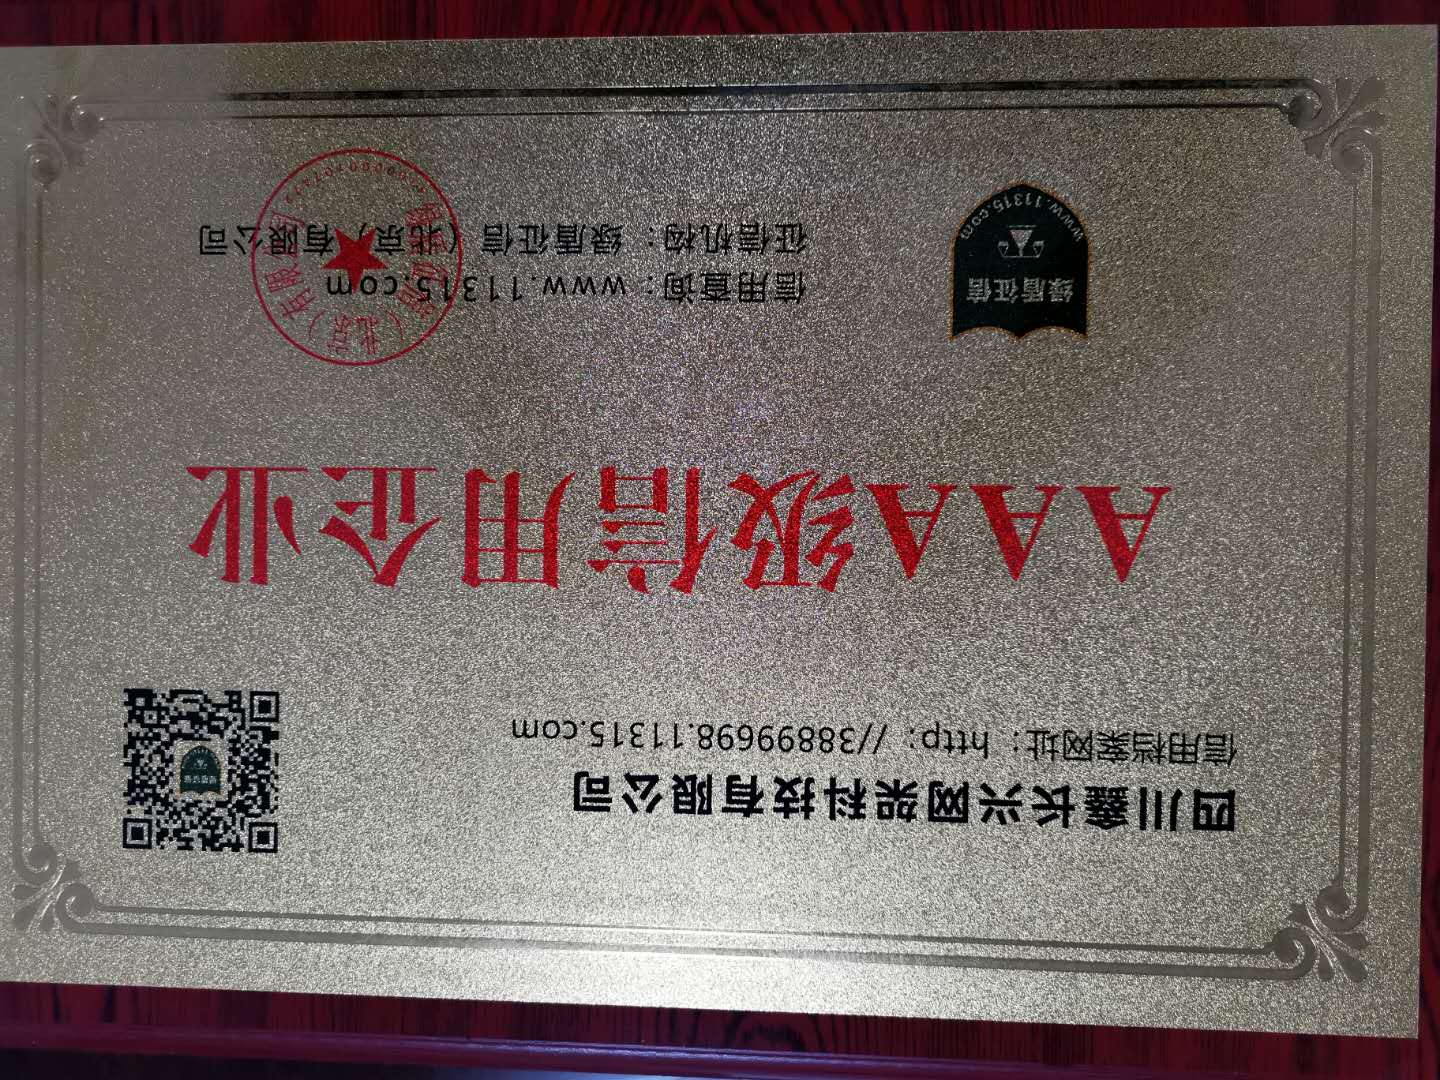 四川鑫长兴网架科技有限公司
信用档案网址：http：//38899698.11315.com
AAA级信用企业
绿盾征信
www.11315.com
信用查询：www.11315.com
征信机构：绿盾征信（北京）有限公司